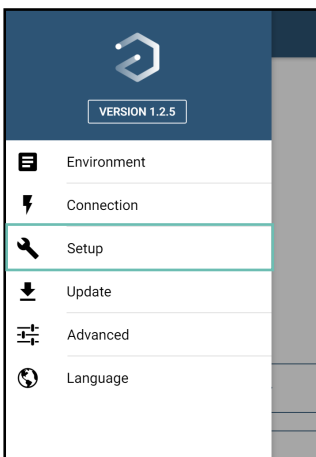 VERSION 1.2.5
Environment
Connection
Setup
Update
Advanced
Language